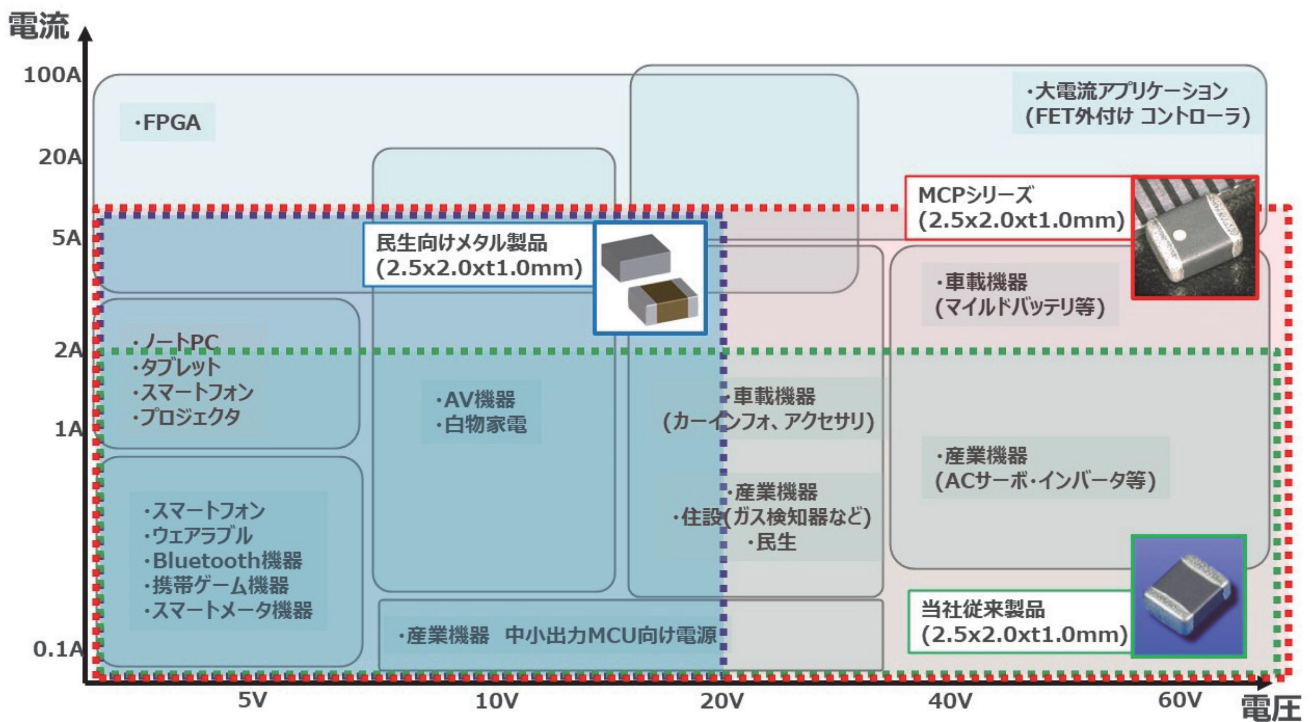 電流
100A
20A
5A
2A
1A
0.1A
・FPGA
・大電流アプリケーション
(FET外付け コントローラ)
MCPシリーズ
(2.5x2.0xt1.0mm)
民生向けメタル製品
(2.5x2.0xt1.0mm)
・車載機器
(マイルドバッテリ等)
・ノートPC
・タブレット
・スマートフォン
・プロジェクタ
・AV機器
・白物家電
・車載機器
(カーインフォ、アクセサリ)
・産業機器
(ACサーボ・インバータ等)
・産業機器
・住設(ガス検知器など)
・民生
・スマートフォン
・ウェアラブル
・Bluetooth機器
・携帯ゲーム機器
・スマートメータ機器
当社従来製品
(2.5x2.0xt1.0mm)
・産業機器 中小出力MCU向け電源
5V
10V
20V
40V
60V
電圧